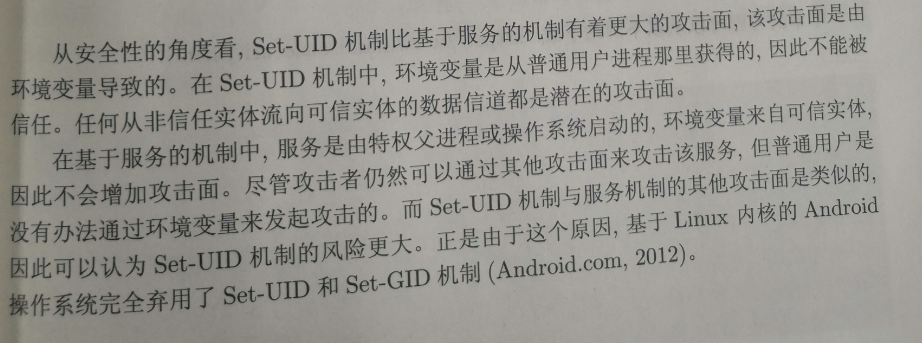 从安全性的角度看, Set-UID 机制比基于服务的机制有着更大的攻击面, 该攻击面是由
环境变量导致的。在 Set-UID 机制中, 环境变量是从普通用户进程那里获得的, 因此不能被
信任。任何从非信任实体流向可信实体的数据信道都是潜在的攻击面。
在基于服务的机制中, 服务是由特权父进程或操作系统启动的, 环境变量来自可信实体,
因此不会增加攻击面。尽管攻击者仍然可以通过其他攻击面来攻击该服务, 但普通用户是
没有办法通过环境变量来发起攻击的。而 Set-UID 机制与服务机制的其他攻击面是类似的,
因此可以认为 Set-UID 机制的风险更大。正是由于这个原因, 基于 Linux 内核的 Android
操作系统完全弃用了 Set-UID 和 Set-GID 机制 (Android.com, 2012)。